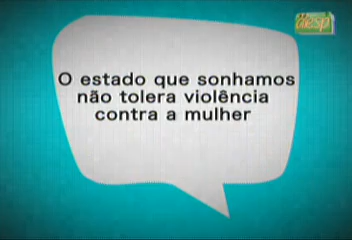 O estado que sonhamos
não tolera violência
contra a mulher